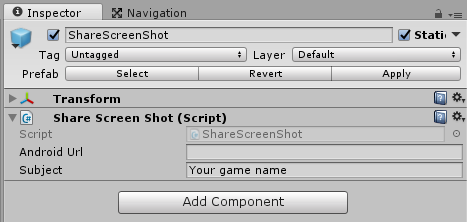 Inspector Navigation
ShareScreenShot Static
Tag Untagged Layer Default
Prefab Select Revert Apply
Transform
Share Screen Shot (Script)
Script ShareScreenShot
Android Url
Subject Your game name
Add Component